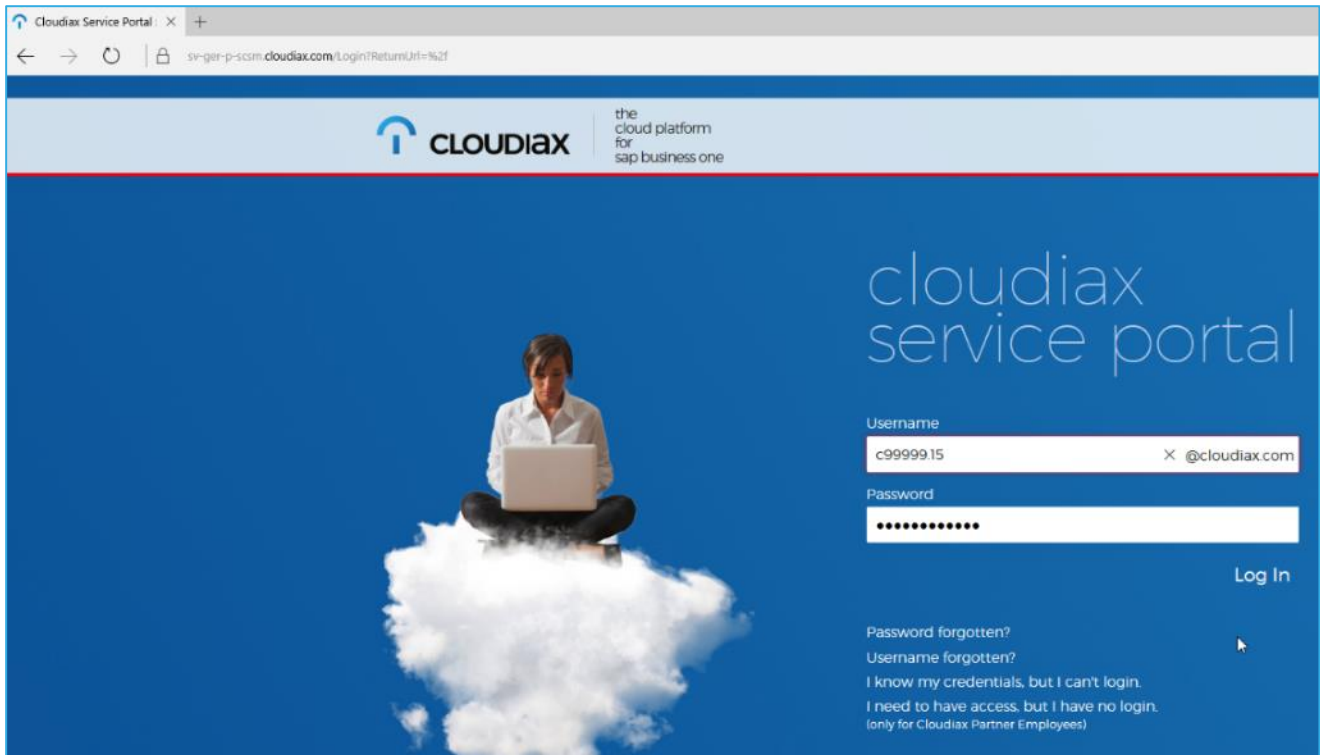 Cloudiax Service Portal
sv-ger-p-scsm.cloudiax.com/Login?ReturnUrl=%2f
CLOUDIAX
the
cloud platform
for
sap business one
cloudiax
service portal
Username
c99999.15 @cloudiax.com
Password
Log In
Password forgotten?
Username forgotten?
I know my credentials, but I can't login.
I need to have access, but I have no login.
(only for Cloudiax Partner Employees)